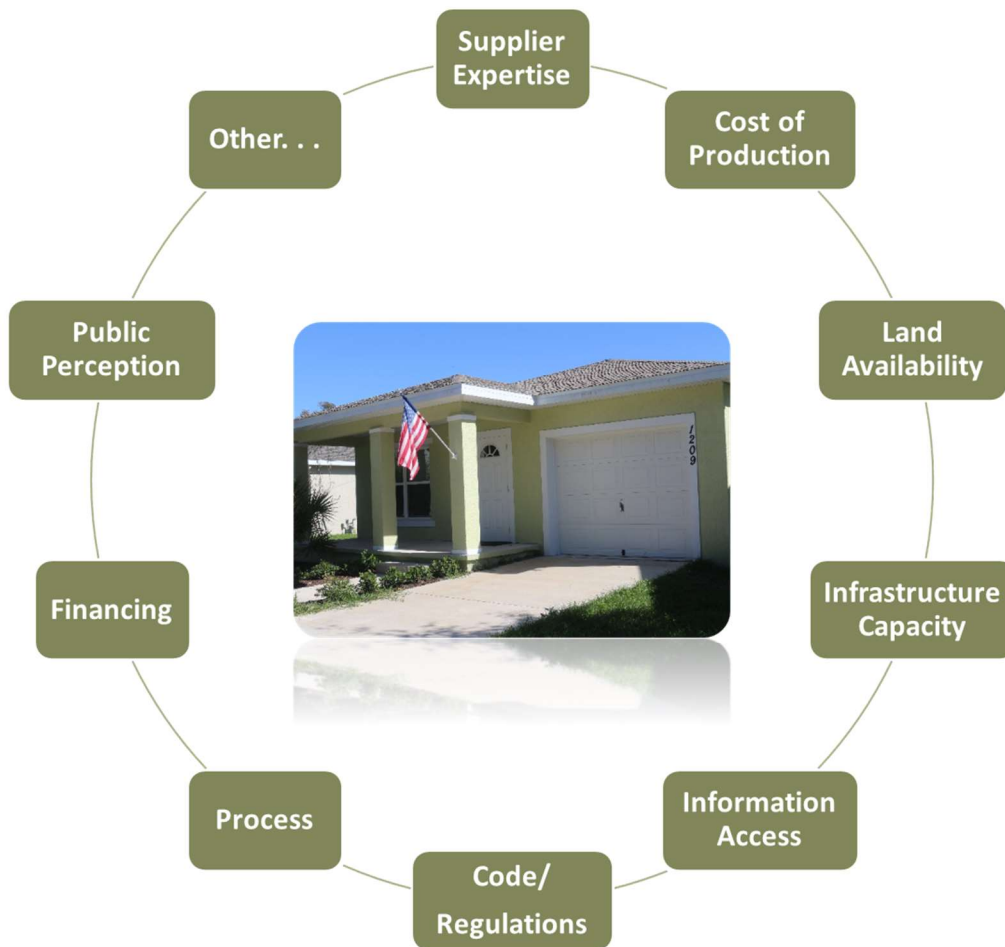 Supplier
Expertise
Cost of
Production
Land
Availability
Infrastructure
Capacity
Information
Access
Code/
Regulations
Process
Financing
Public
Perception
Other. . .
1209